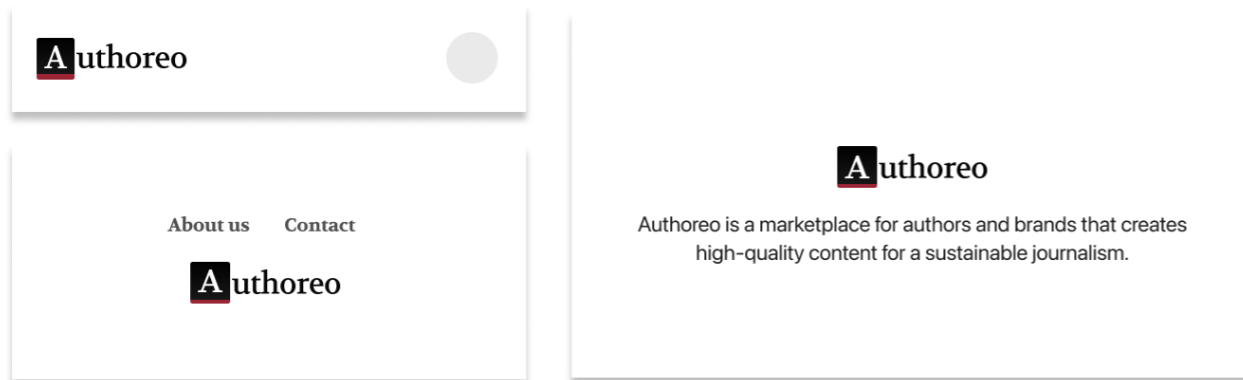 Authoreo
About us Contact
Authoreo
Authoreo
Authoreo is a marketplace for authors and brands that creates
high-quality content for a sustainable journalism.